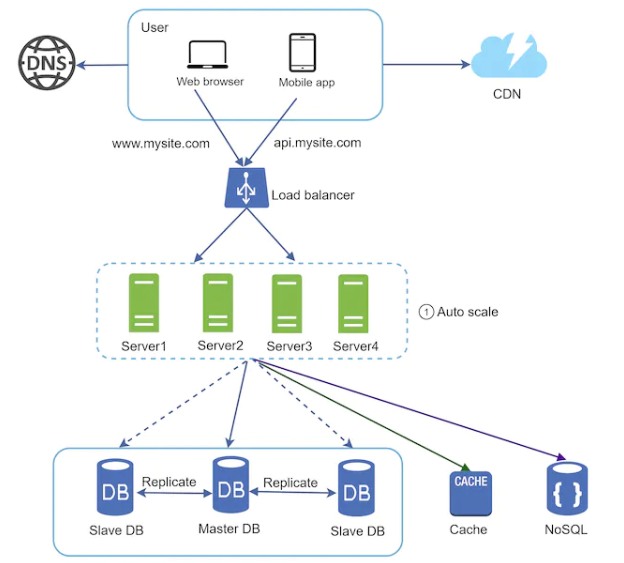 User
DNS
Web browser
Mobile app
CDN
www.mysite.com
api.mysite.com
Load balancer
Server1
Server2
Server3
Server4
1 Auto scale
DB
Replicate
DB
Replicate
DB
CACHE
{ }
Slave DB
Master DB
Slave DB
Cache
NoSQL